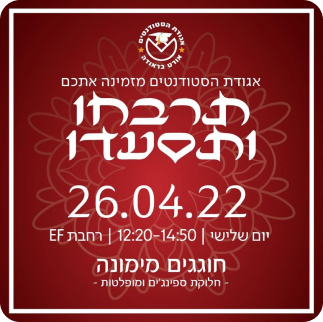 אגודת הסטודנטים
אורט בראודה
אגודת הסטודנטים מזמינה אתכם
תרבחו
ותסעדו
26.04.22
יום שלישי | 12:20-14:50 | רחבת EF
חוגגים מימונה
- חלוקת ספינג'ים ומופלטות -